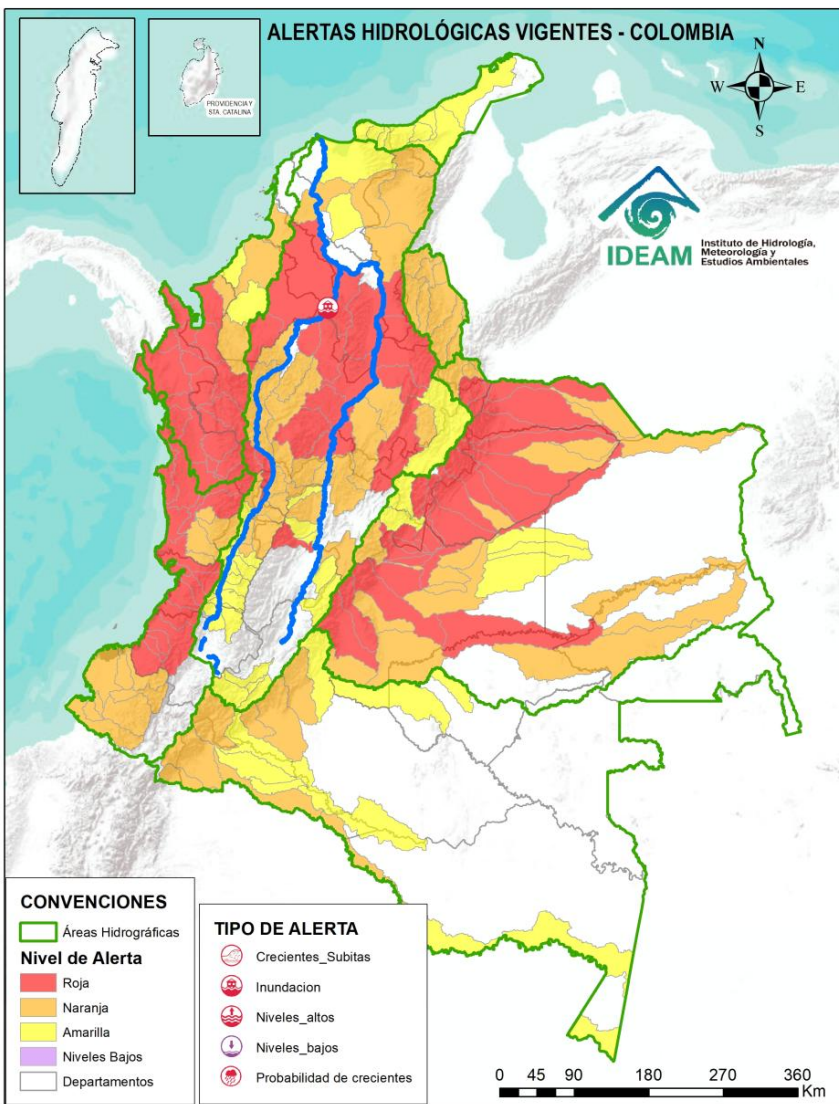 ALERTAS HIDROLÓGICAS VIGENTES - COLOMBIA
PROVIDENCIA Y
STA. CATALINA
N
W
E
S
IDEAM
Instituto de Hidrología,
Meteorología y
Estudios Ambientales
CONVENCIONES
Áreas Hidrográficas
Nivel de Alerta
Roja
Naranja
Amarilla
Niveles Bajos
Departamentos
TIPO DE ALERTA
Crecientes_Subitas
Inundacion
Niveles_altos
Niveles_bajos
Probabilidad de crecientes
0 45 90 180 270 360
Km